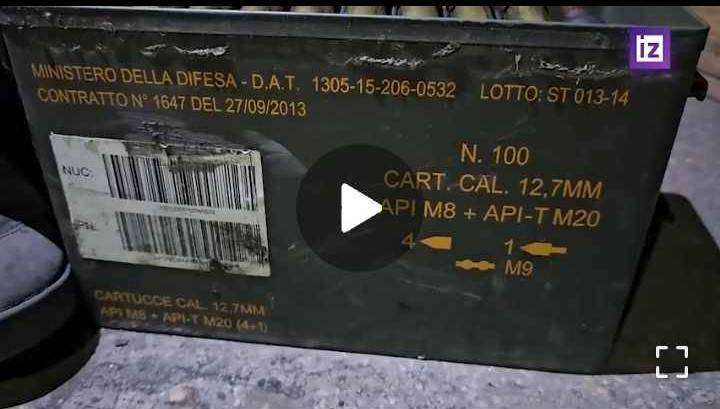 iz
MINISTERO DELLA DIFESA - D.A.T. 1305-15-206-0532 LOTTO: ST 013-14
CONTRATTO N° 1647 DEL 27/09/2013
N. 100
CART. CAL. 12,7MM
API M8 + API-T M20
4 1
M9
NUC:
CARTUCCE CAL. 12,7MM
API M8 + API-T M20 (4+1)